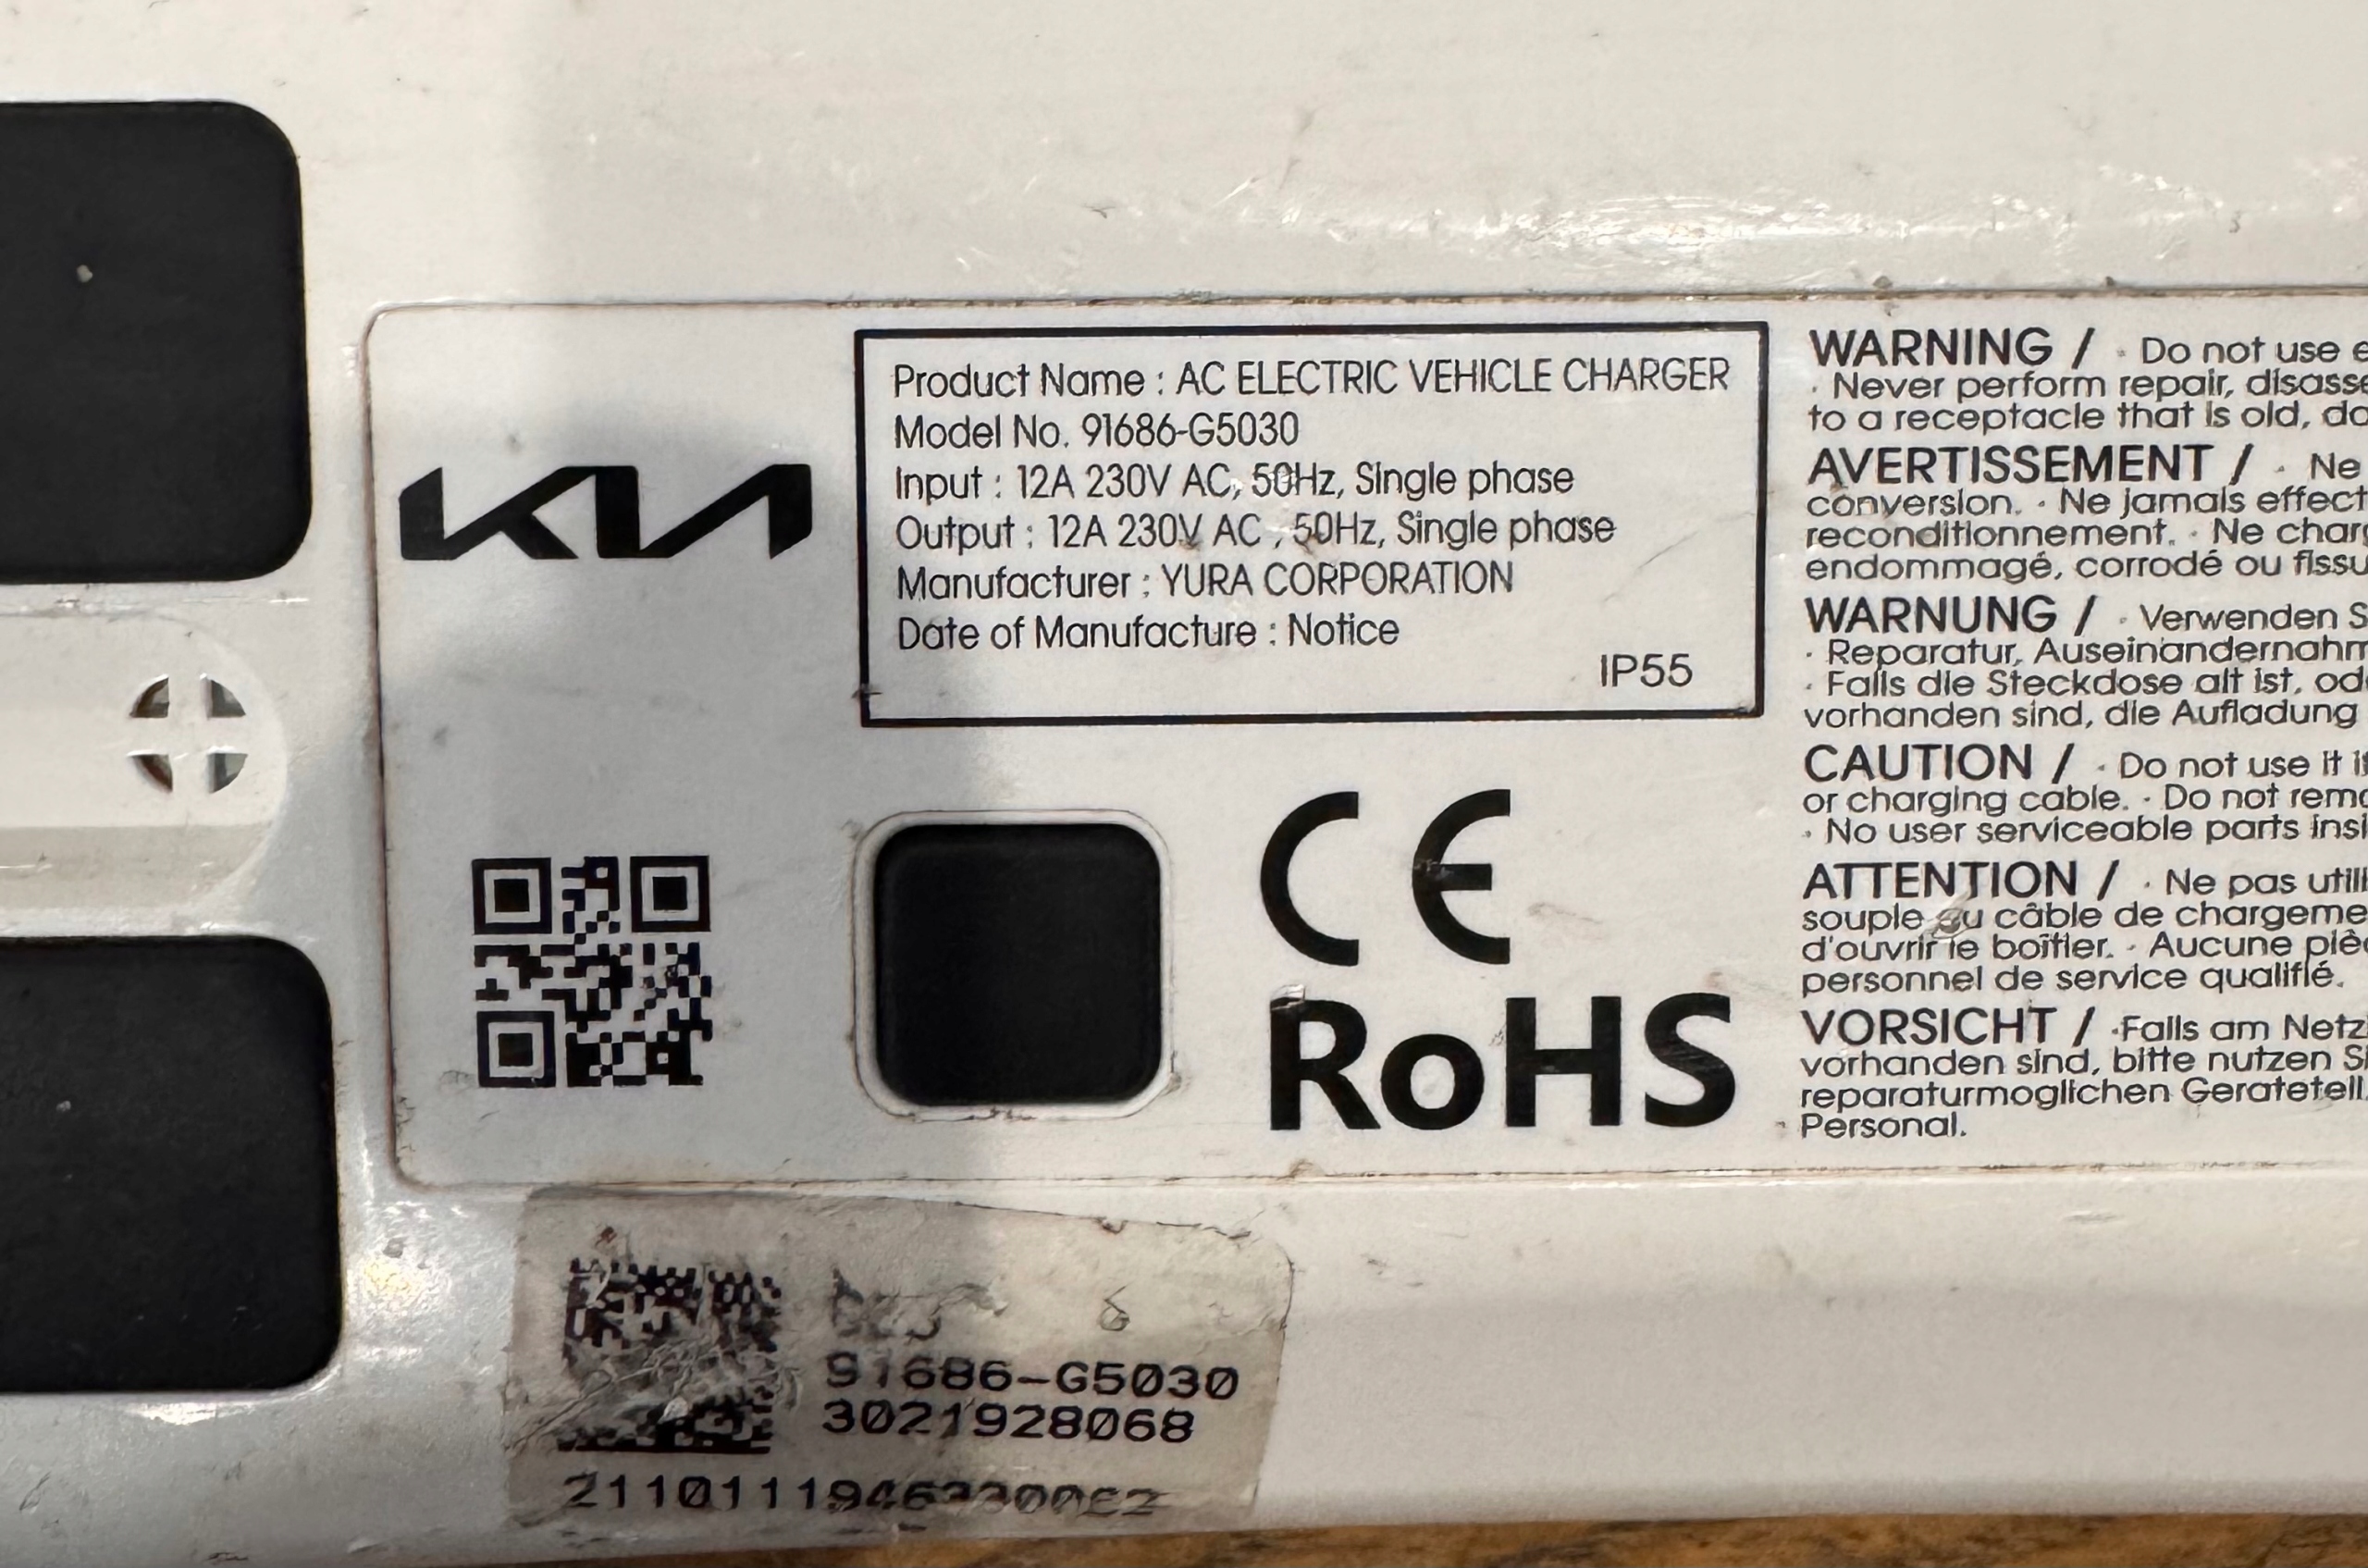 KIA
Product Name : AC ELECTRIC VEHICLE CHARGER
Model No. 91686-G5030
Input : 12A 230V AC, 50Hz, Single phase
Output : 12A 230V AC , 50Hz, Single phase
Manufacturer : YURA CORPORATION
Date of Manufacture : Notice
IP55
CE
RoHS
WARNING / · Do not use
· Never perform repair,
to a receptacle that is old,
AVERTISSEMENT / · Ne
conversion. · Ne jamais
reconditionnement. · Ne
endommagé, corrodé ou
WARNUNG / · Verwenden
· Reparatur,
· Falls die Steckdose alt ist,
vorhanden sind, die Aufladung
CAUTION / · Do not use it
or charging cable. · Do not
· No user serviceable parts
ATTENTION / · Ne pas
souple ou câble de
d'ouvrir le boîtier. · Aucune
personnel de service qualifié.
VORSICHT / ·Falls am
vorhanden sind, bitte nutzen
reparaturmoglichen
Personal.
91686-G5030
3021928068